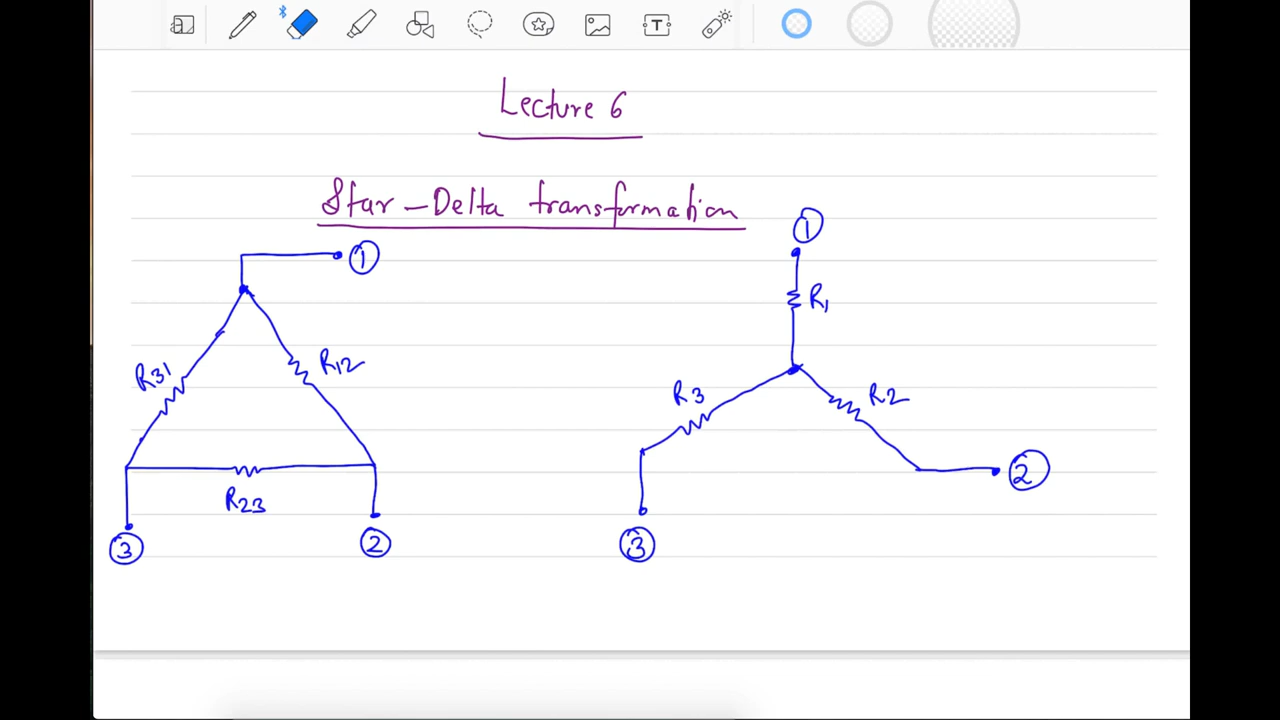 Lecture 6
Star-Delta transformation
1
1
R1
R31
R12
R3
R2
R23
2
3
2
3
T